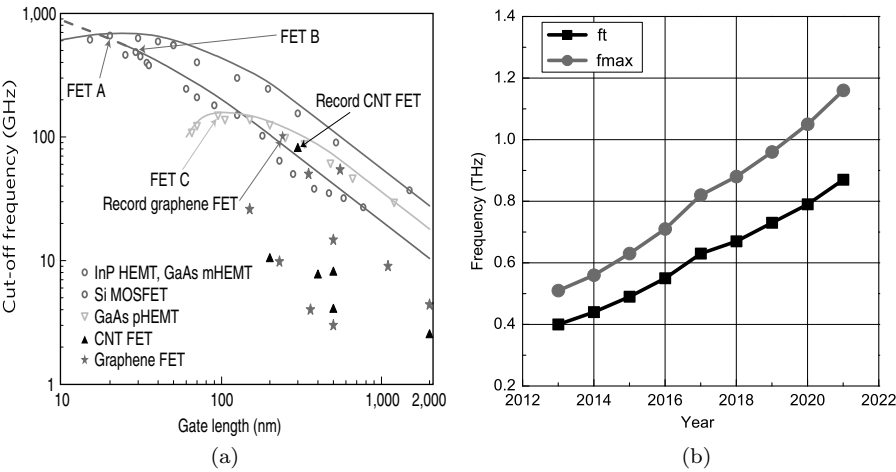 1,000
100
10
1
Cut-off frequency (GHz)
FET B
FET A
Record CNT FET
FET C
Record graphene FET
InP HEMT, GaAs mHEMT
Si MOSFET
GaAs pHEMT
CNT FET
Graphene FET
10
100
1,000
2,000
Gate length (nm)
(a)
1.4
1.2
1.0
0.8
0.6
0.4
0.2
Frequency (THz)
ft
fmax
2012
2014
2016
2018
2020
2022
Year
(b)